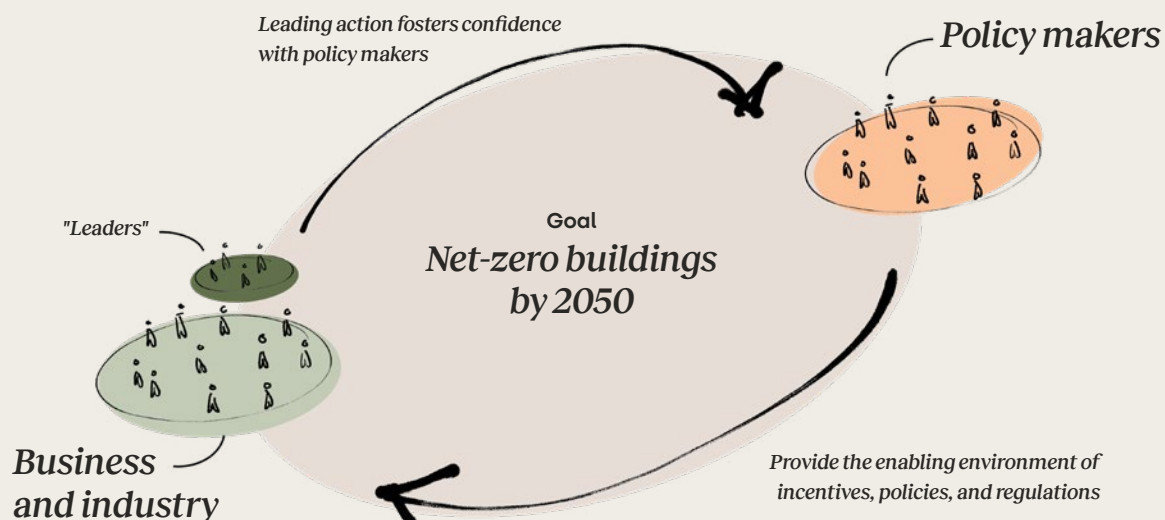 Leading action fosters confidence
with policy makers
Policy makers
"Leaders"
Goal
Net-zero buildings
by 2050
Business
and industry
Provide the enabling environment of
incentives, policies, and regulations